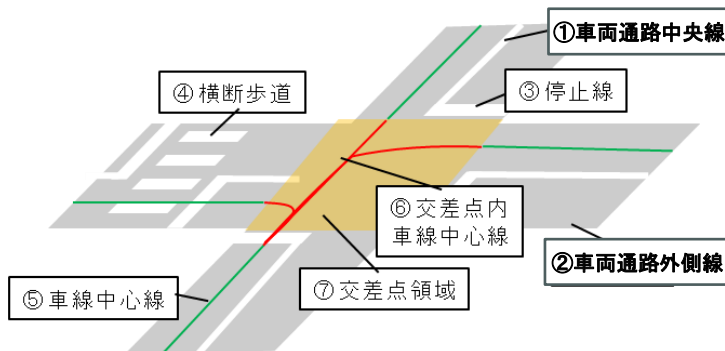 ①車両通路中央線
④横断歩道
③停止線
⑥交差点内
車線中心線
②車両通路外側線
⑦交差点領域
⑤車線中心線